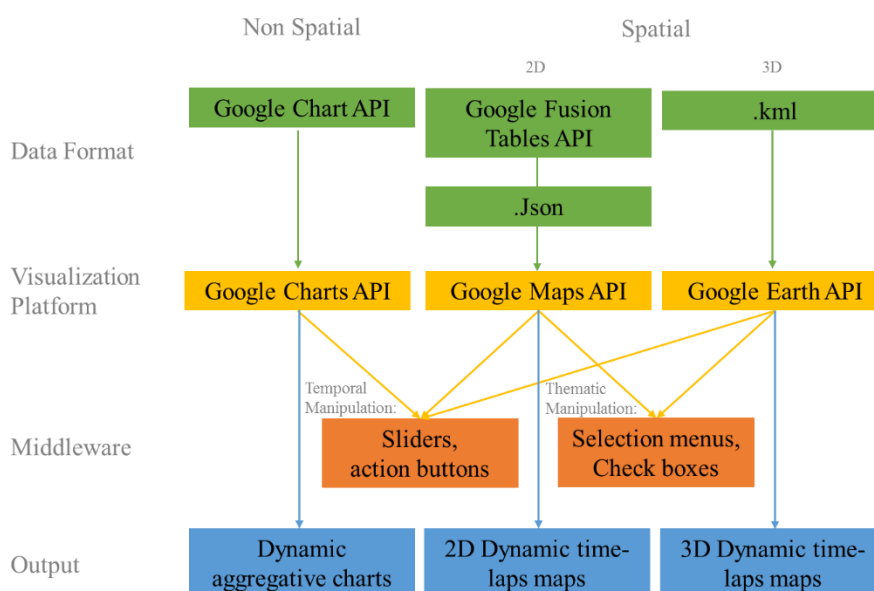 Non Spatial
Spatial
2D
3D
Data Format
Google Chart API
Google Fusion
Tables API
.kml
.Json
Visualization
Platform
Google Charts API
Google Maps API
Google Earth API
Temporal
Manipulation:
Thematic
Manipulation:
Middleware
Sliders,
action buttons
Selection menus,
Check boxes
Output
Dynamic
aggregative charts
2D Dynamic time-
laps maps
3D Dynamic time-
laps maps